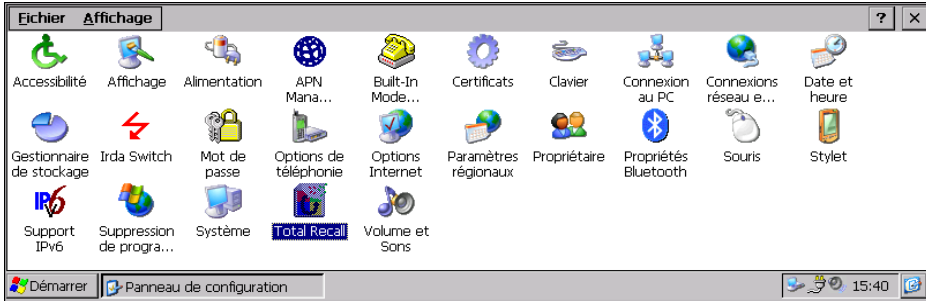 Fichier Affichage ? ×
Accessibilité Affichage Alimentation APN Mana... Built-In Mode... Certificats Clavier Connexion au PC Connexions réseau e... Date et heure
Gestionnaire de stockage Irda Switch Mot de passe Options de téléphonie Options Internet Paramètres régionaux Propriétaire Propriétés Bluetooth Souris Stylet
IPv6
Support IPv6 Suppression de progra... Système Total Recall Volume et Sons
Démarrer Panneau de configuration 15:40